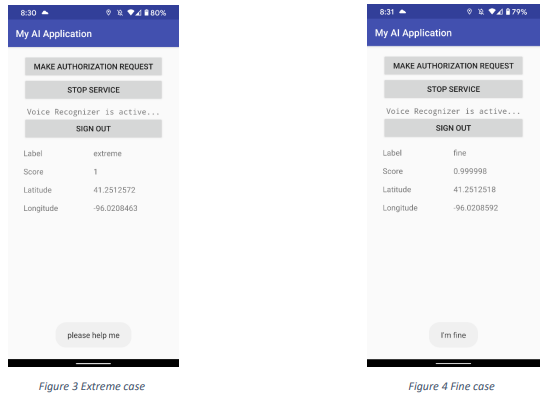 8:30 80%
My AI Application
MAKE AUTHORIZATION REQUEST
STOP SERVICE
Voice Recognizer is active...
SIGN OUT
Label extreme
Score 1
Latitude 41.2512572
Longitude -96.0208463
please help me
Figure 3 Extreme case
8:31 79%
My AI Application
MAKE AUTHORIZATION REQUEST
STOP SERVICE
Voice Recognizer is active...
SIGN OUT
Label fine
Score 0.999998
Latitude 41.2512518
Longitude -96.0208592
I'm fine
Figure 4 Fine case